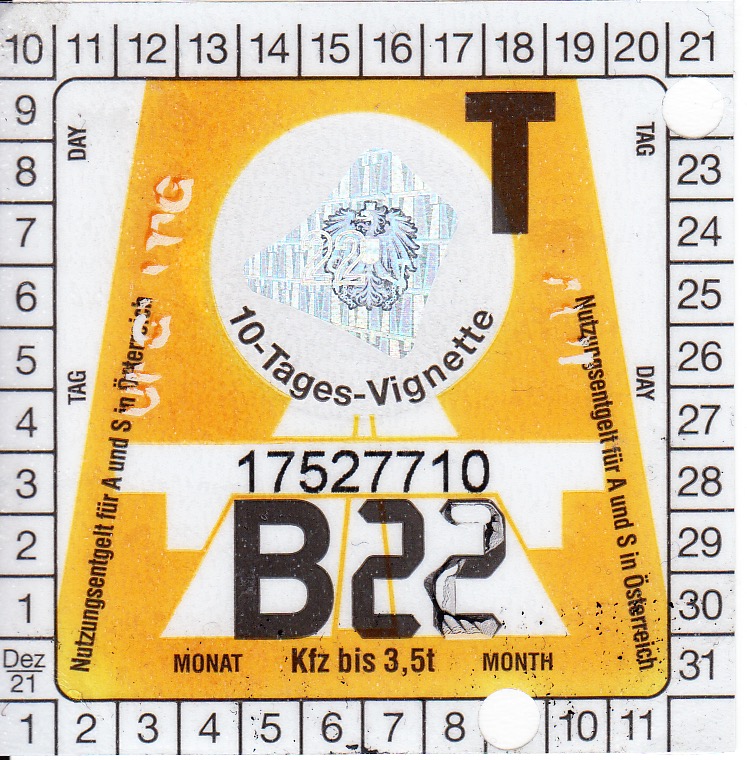 10 11 12 13 14 15 16 17 18 19 20 21
9
8
7
6
5
4
3
2
1
Dez
21
1 2 3 4 5 6 7 8 10 11
23
24
25
26
27
28
29
30
31
DAY
TAG
TAG
DAY
T
22
10-Tages-Vignette
Nutzungsentgelt für A und S in Österreich
Nutzungsentgelt für A und S in Österreich
17527710
B22
MONAT Kfz bis 3,5t MONTH